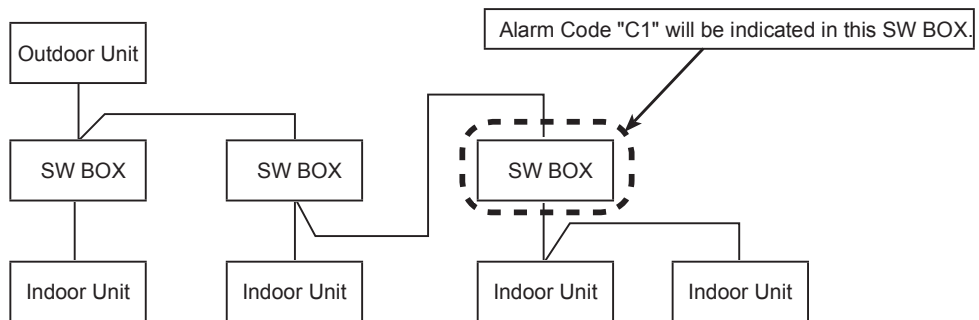 Alarm Code "C1" will be indicated in this SW BOX.
Outdoor Unit
SW BOX
SW BOX
SW BOX
Indoor Unit
Indoor Unit
Indoor Unit
Indoor Unit